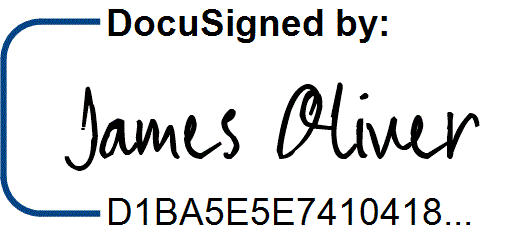 DocuSigned by:
James Oliver
D1BA5E5E7410418...